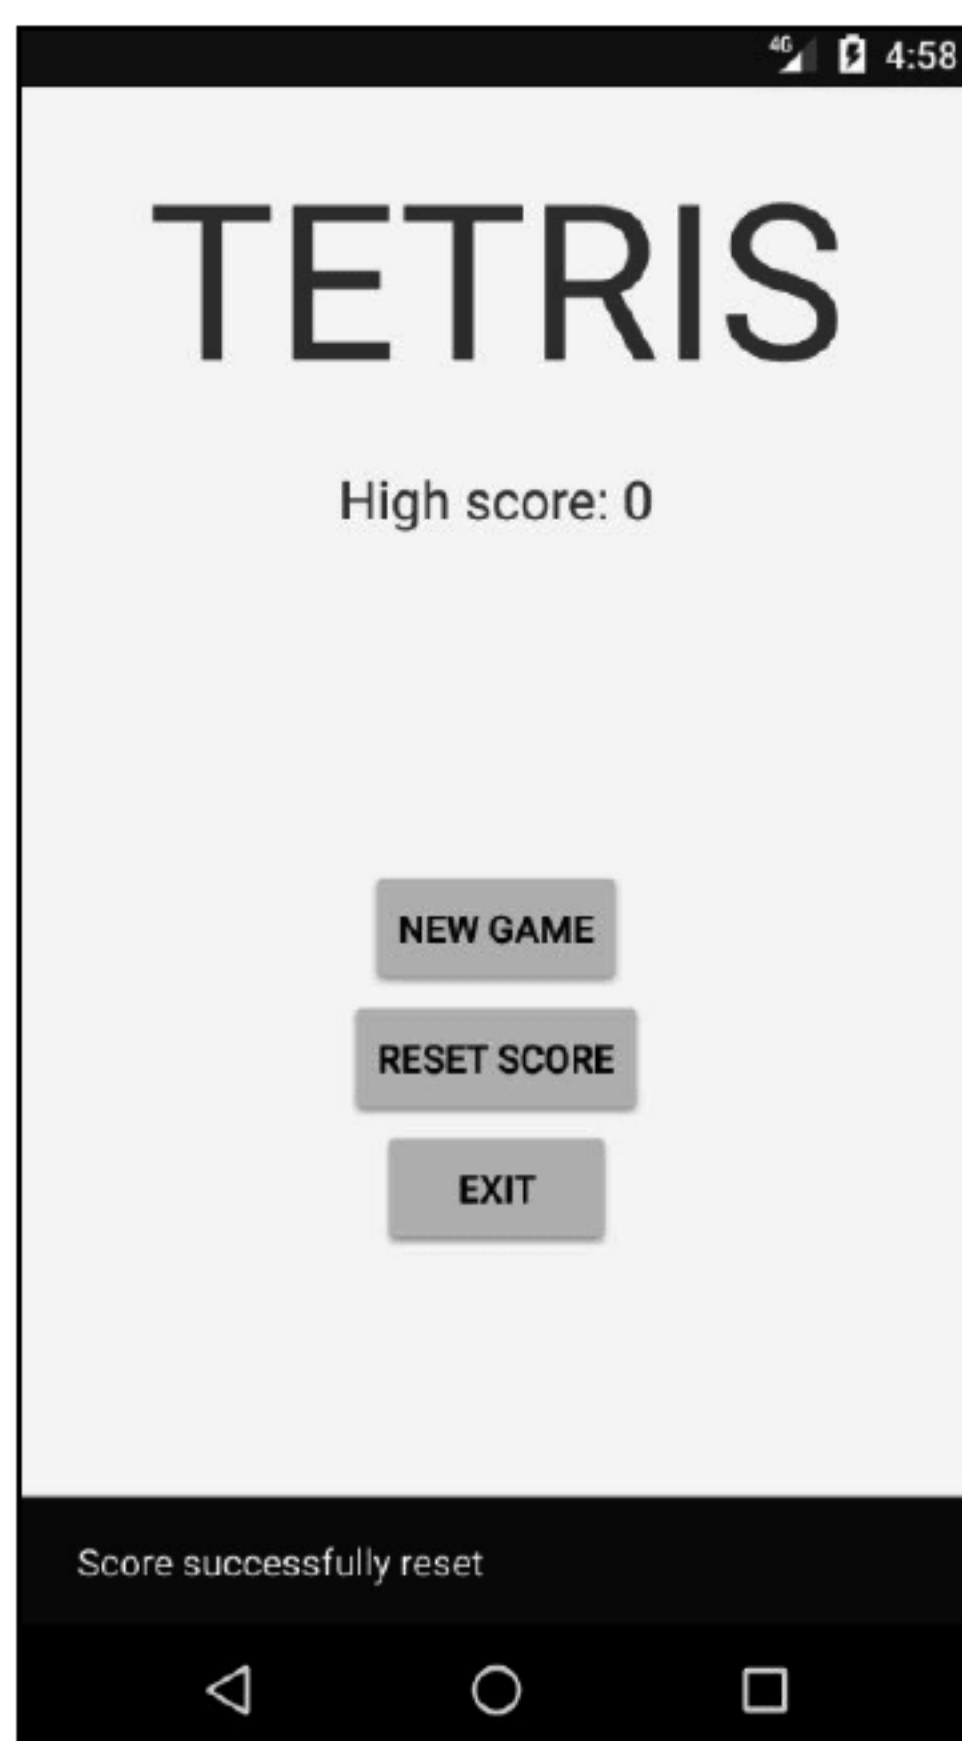 4G 4:58
TETRIS
High score: 0
NEW GAME
RESET SCORE
EXIT
Score successfully reset